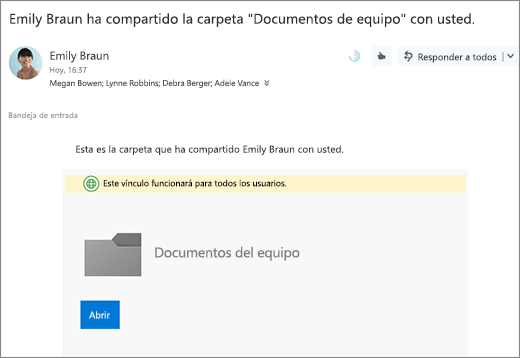 Emily Braun ha compartido la carpeta "Documentos de equipo" con usted.
Emily Braun
Hoy, 16:37
Responder a todos
Megan Bowen; Lynne Robbins; Debra Berger; Adele Vance
Bandeja de entrada
Esta es la carpeta que ha compartido Emily Braun con usted.
Este vínculo funcionará para todos los usuarios.
Documentos del equipo
Abrir